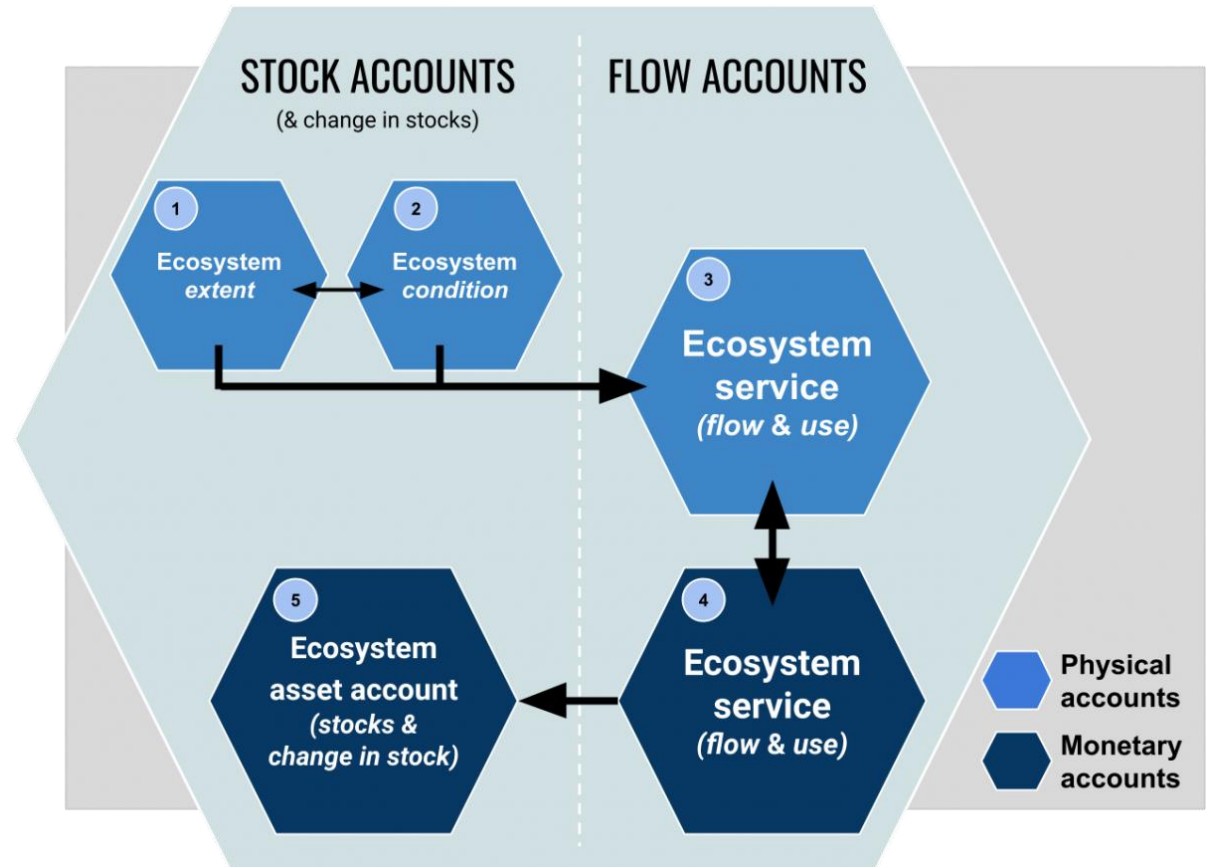 STOCK ACCOUNTS
(& change in stocks)
FLOW ACCOUNTS
1
Ecosystem
extent
2
Ecosystem
condition
3
Ecosystem
service
(flow & use)
5
Ecosystem
asset account
(stocks &
change in stock)
4
Ecosystem
service
(flow & use)
Physical
accounts
Monetary
accounts